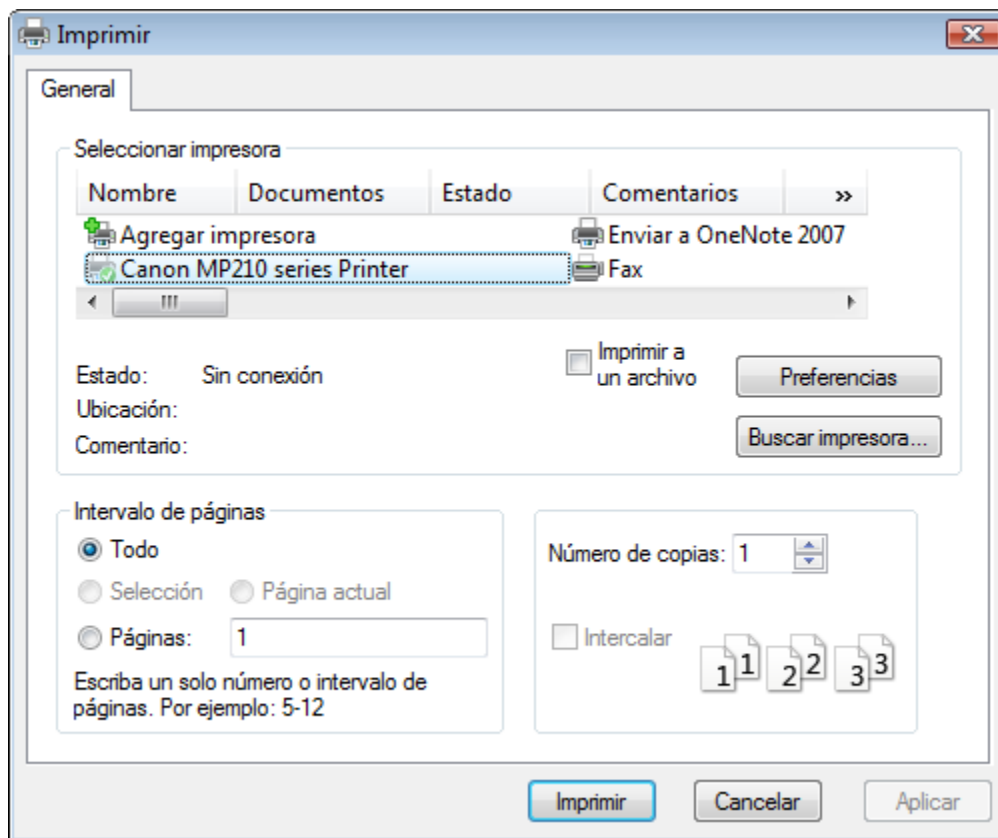 Imprimir
General
Seleccionar impresora
Nombre Documentos Estado Comentarios »
Agregar impresora Enviar a OneNote 2007
Canon MP210 series Printer Fax
Estado: Sin conexión
Imprimir a
un archivo
Preferencias
Ubicación:
Comentario:
Buscar impresora...
Intervalo de páginas
Todo
Selección Página actual
Páginas: 1
Escriba un solo número o intervalo de
páginas. Por ejemplo: 5-12
Número de copias: 1
Intercalar
1 1 2 2 3 3
Imprimir Cancelar Aplicar